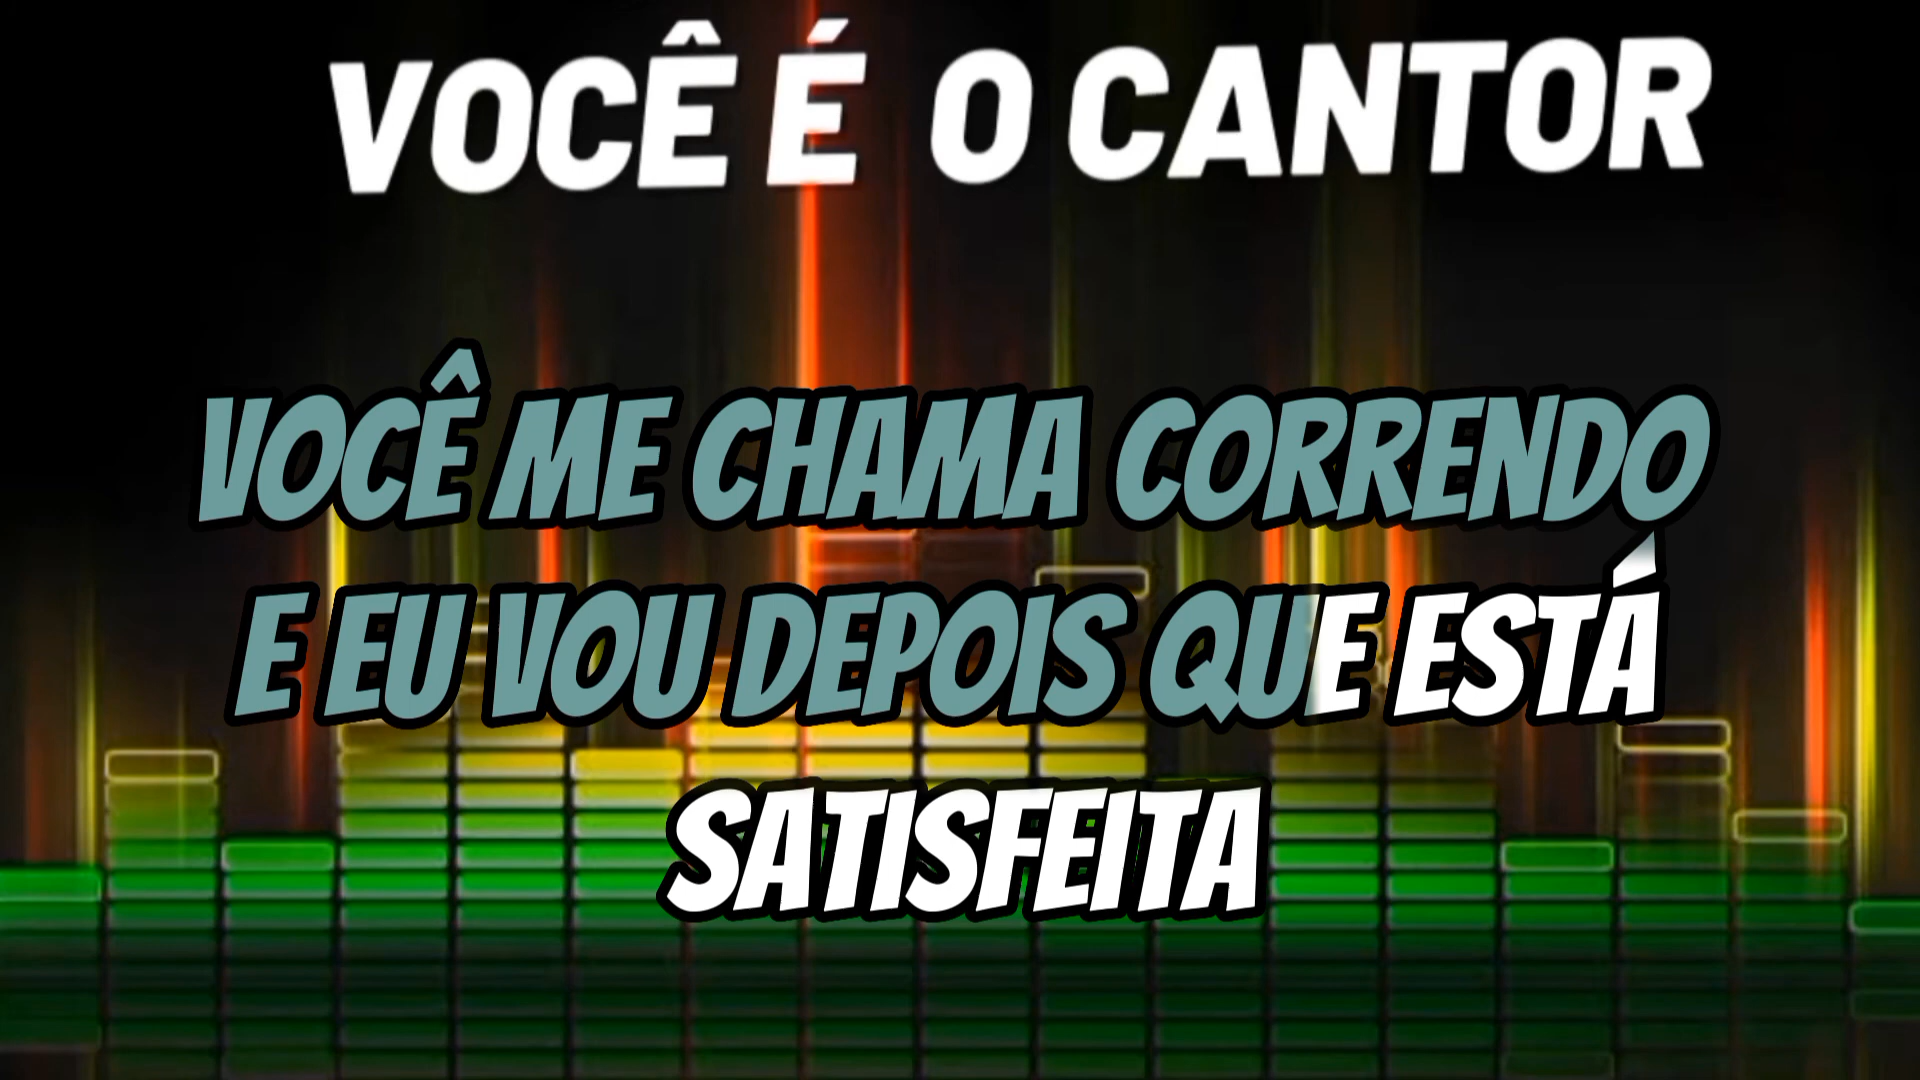 VOCÊ É O CANTOR
VOCÊ ME CHAMA CORRENDO
E EU VOU DEPOIS QUE ESTÁ
SATISFEITA